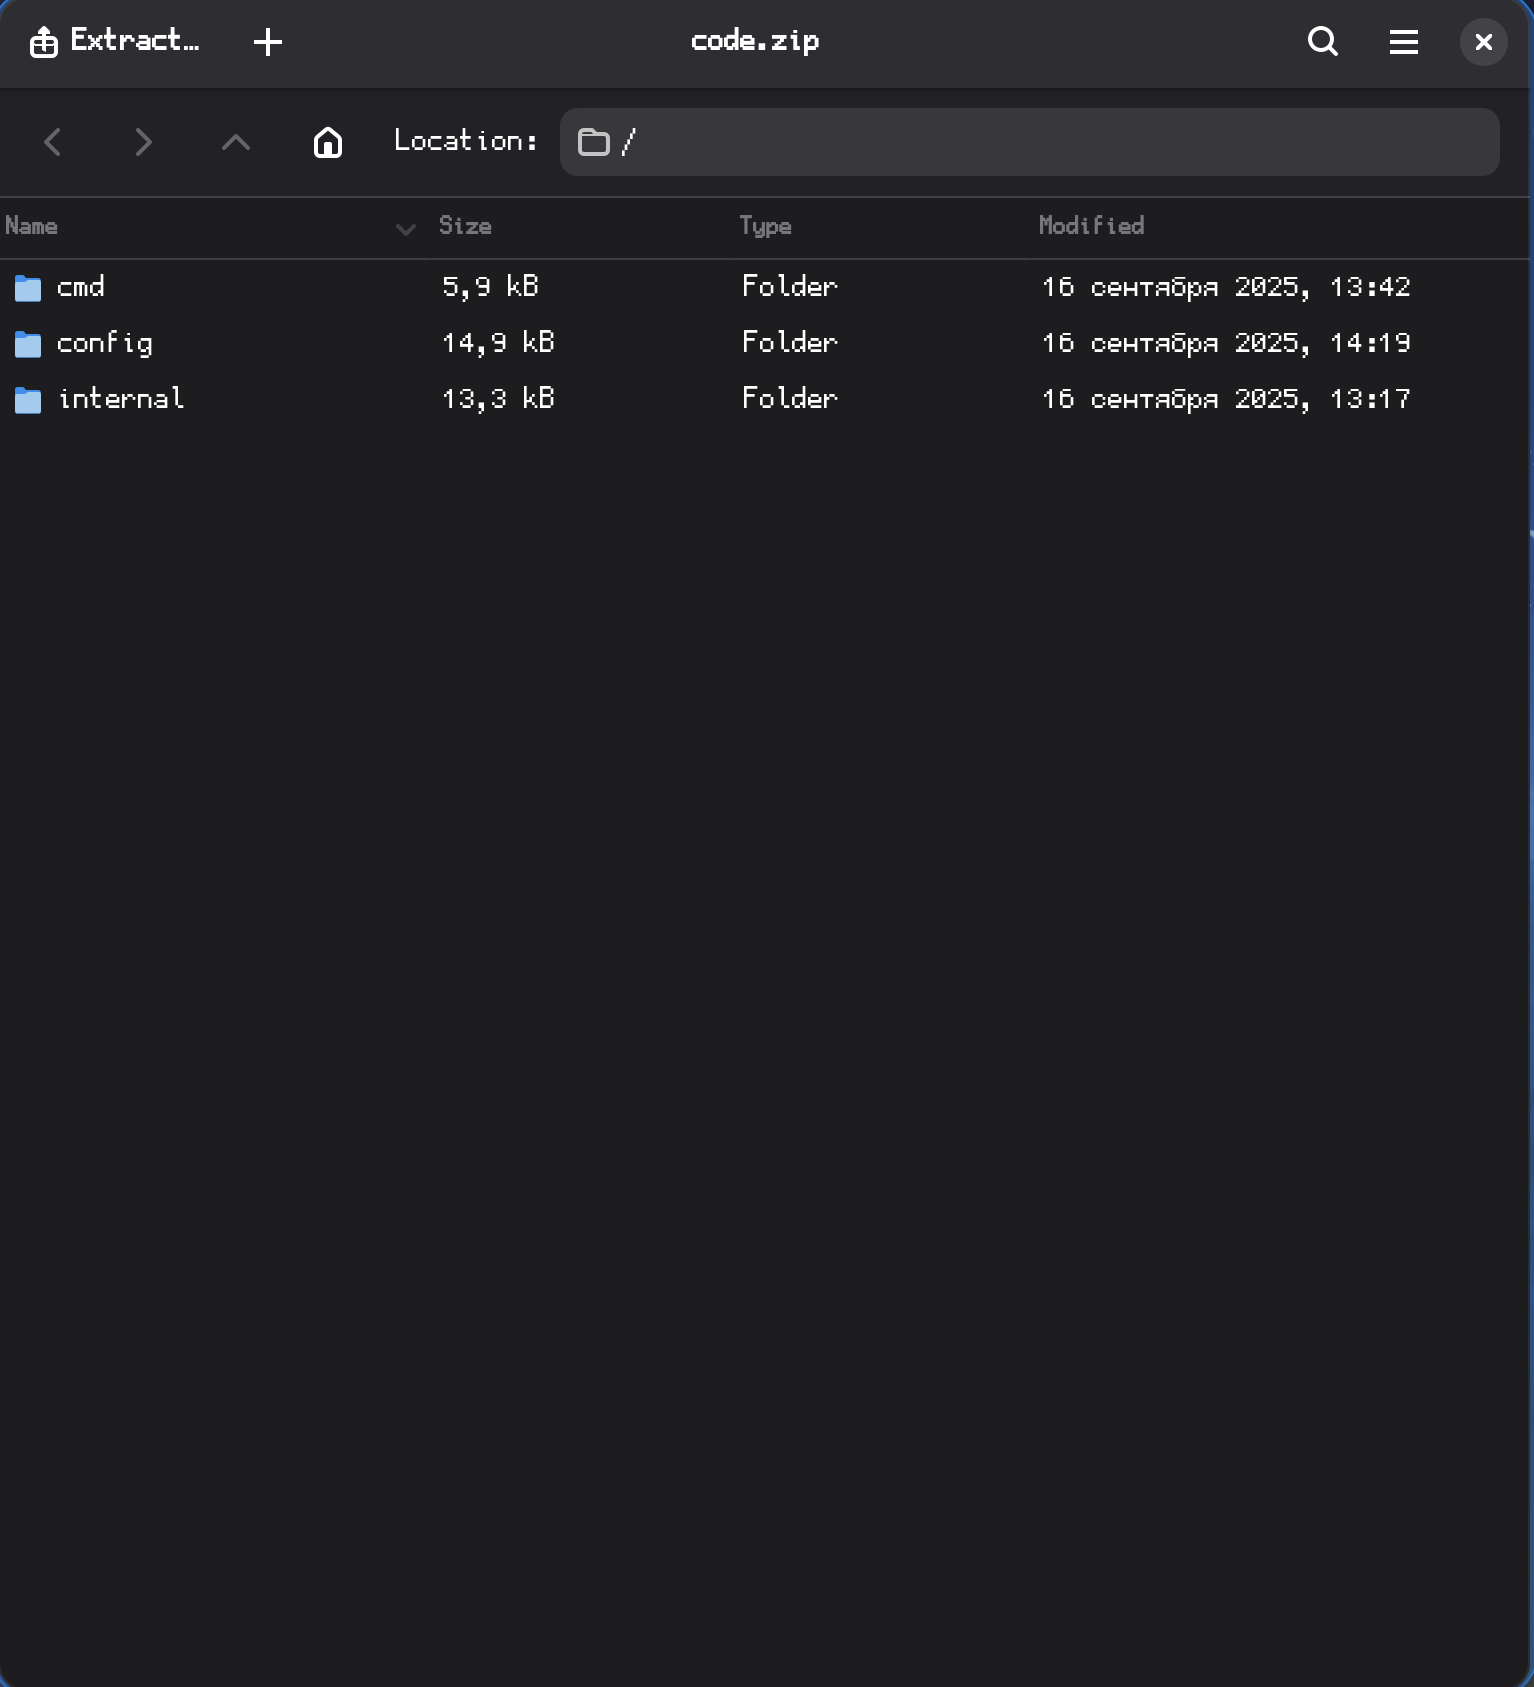 Extract… code.zip
Location: /
Name Size Type Modified
cmd 5,9 kB Folder 16 сентября 2025, 13:42
config 14,9 kB Folder 16 сентября 2025, 14:19
internal 13,3 kB Folder 16 сентября 2025, 13:17